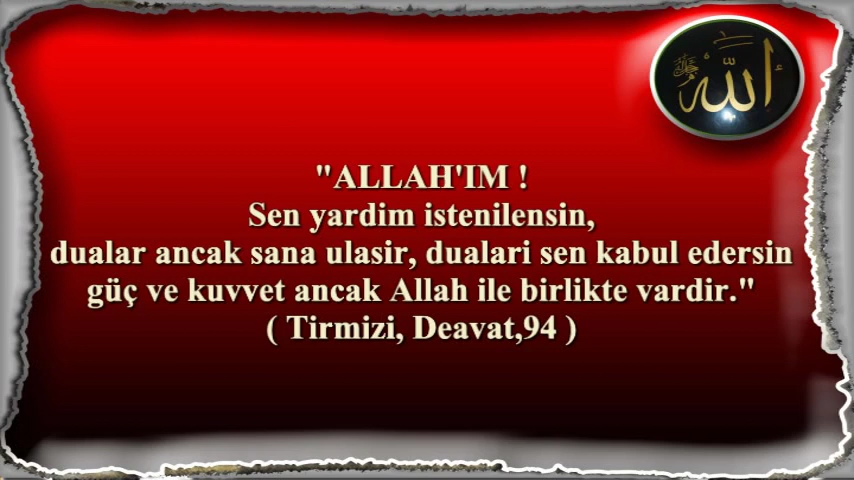 الله
"ALLAH'IM !
Sen yardim istenilensin,
dualar ancak sana ulasir, dualari sen kabul edersin
güç ve kuvvet ancak Allah ile birlikte vardir."
( Tirmizi, Deavat,94 )